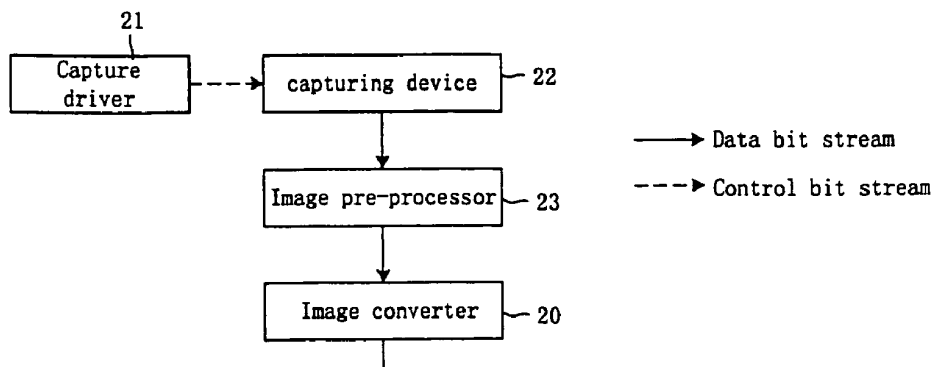 21
Capture
driver
capturing device
22
Data bit stream
Control bit stream
Image pre-processor
23
Image converter
20